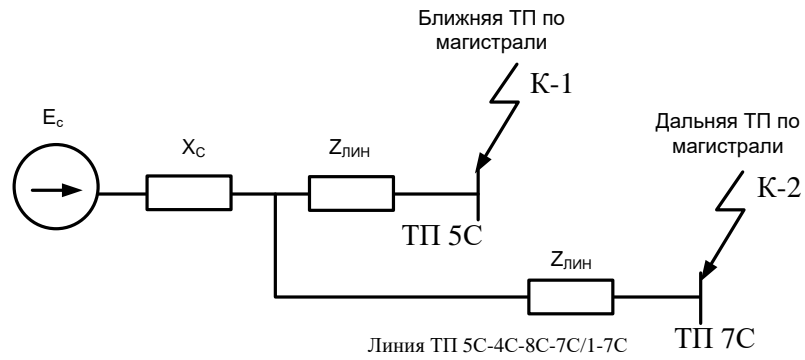 Ближняя ТП по
магистрали
К-1
Eс
XС
ZЛИН
ТП 5С
Дальняя ТП по
магистрали
К-2
ZЛИН
ТП 7С
Линия ТП 5С-4С-8С-7С/1-7С